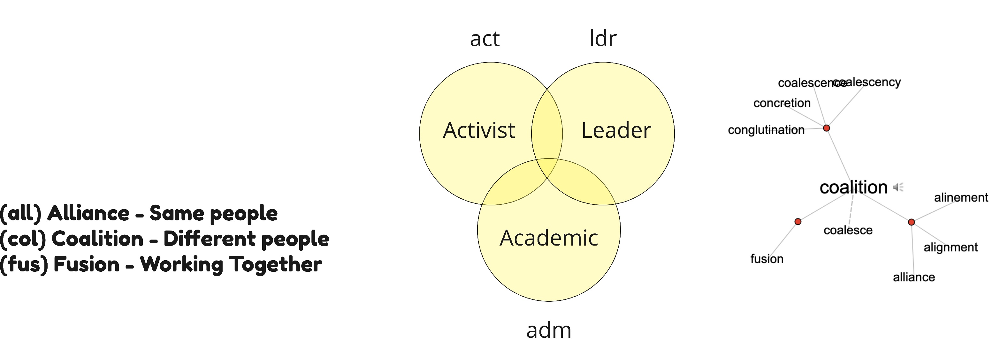 (all) Alliance - Same people
(col) Coalition - Different people
(fus) Fusion - Working Together
act
ldr
Activist
Leader
Academic
adm
coalescence
coalescency
concretion
conglutination
coalition
alinement
coalesce
alignment
fusion
alliance